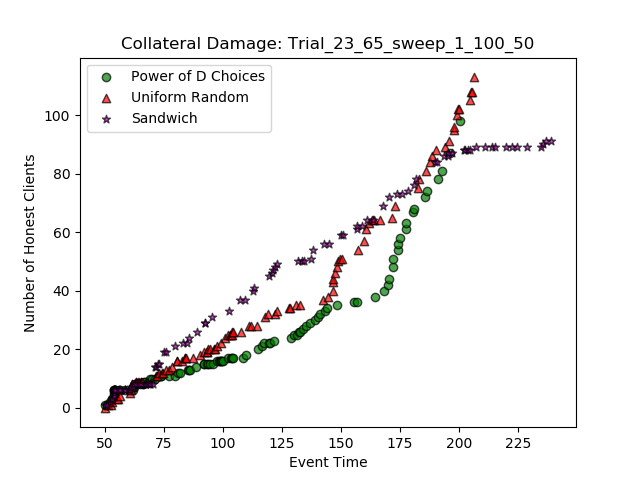 Collateral Damage: Trial_23_65_sweep_1_100_50
Power of D Choices
Uniform Random
Sandwich
Number of Honest Clients
100
80
60
40
20
0
50
75
100
125
150
175
200
225
Event Time